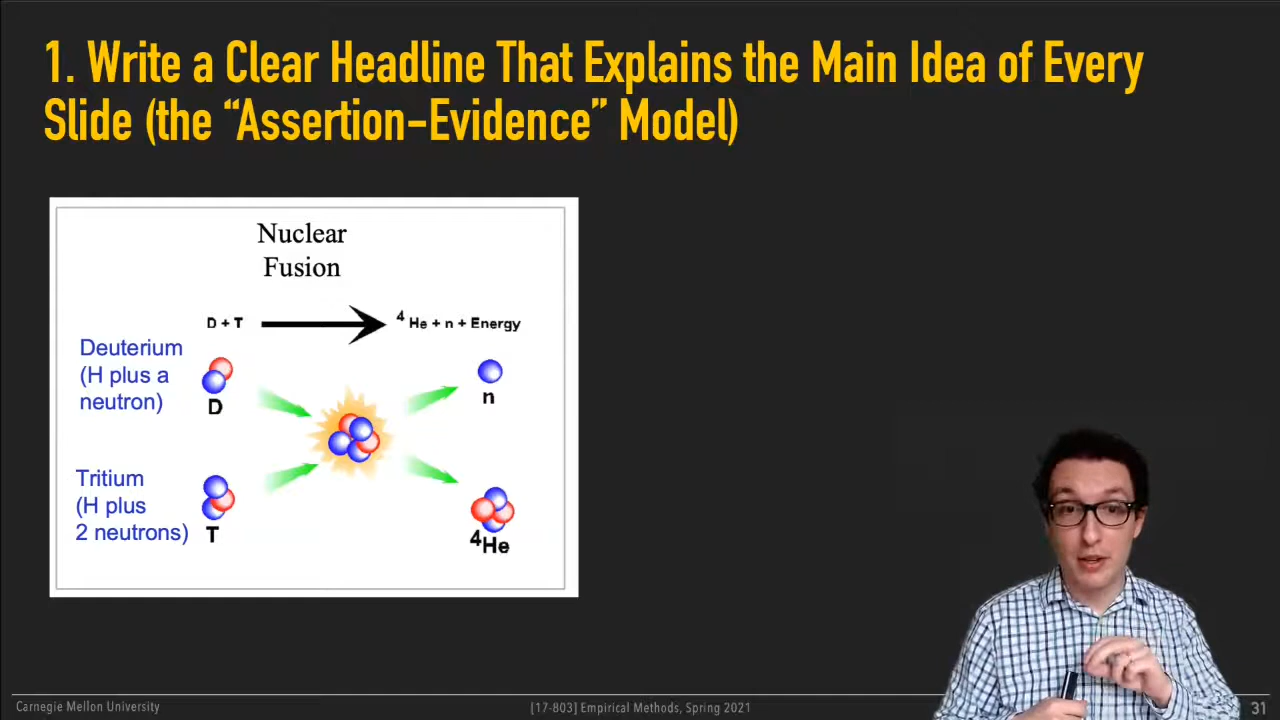 1. Write a Clear Headline That Explains the Main Idea of Every
Slide (the “Assertion-Evidence” Model)
Nuclear
Fusion
D + T
4 He + n + Energy
Deuterium
(H plus a
neutron)
D
n
Tritium
(H plus
2 neutrons)
T
4He
Carnegie Mellon University
[17-803] Empirical Methods, Spring 2021
31